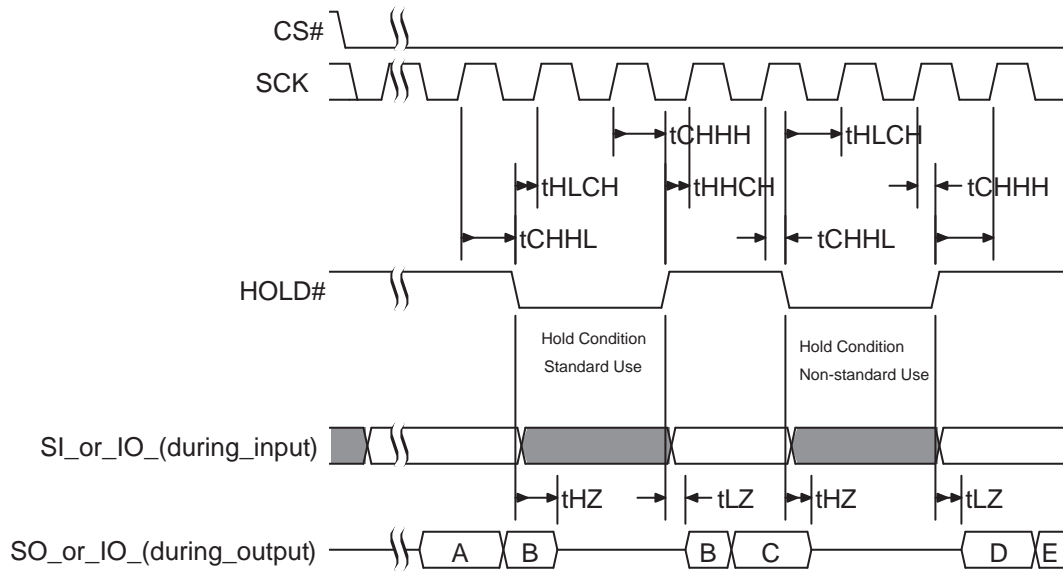 CS#
SCK
tCHHH tHLCH
tHLCH tHHCH tCHHH
tCHHL tCHHL
HOLD#
Hold Condition
Standard Use
Hold Condition
Non-standard Use
SI_or_IO_(during_input)
tHZ tLZ tHZ tLZ
SO_or_IO_(during_output) A B B C D E